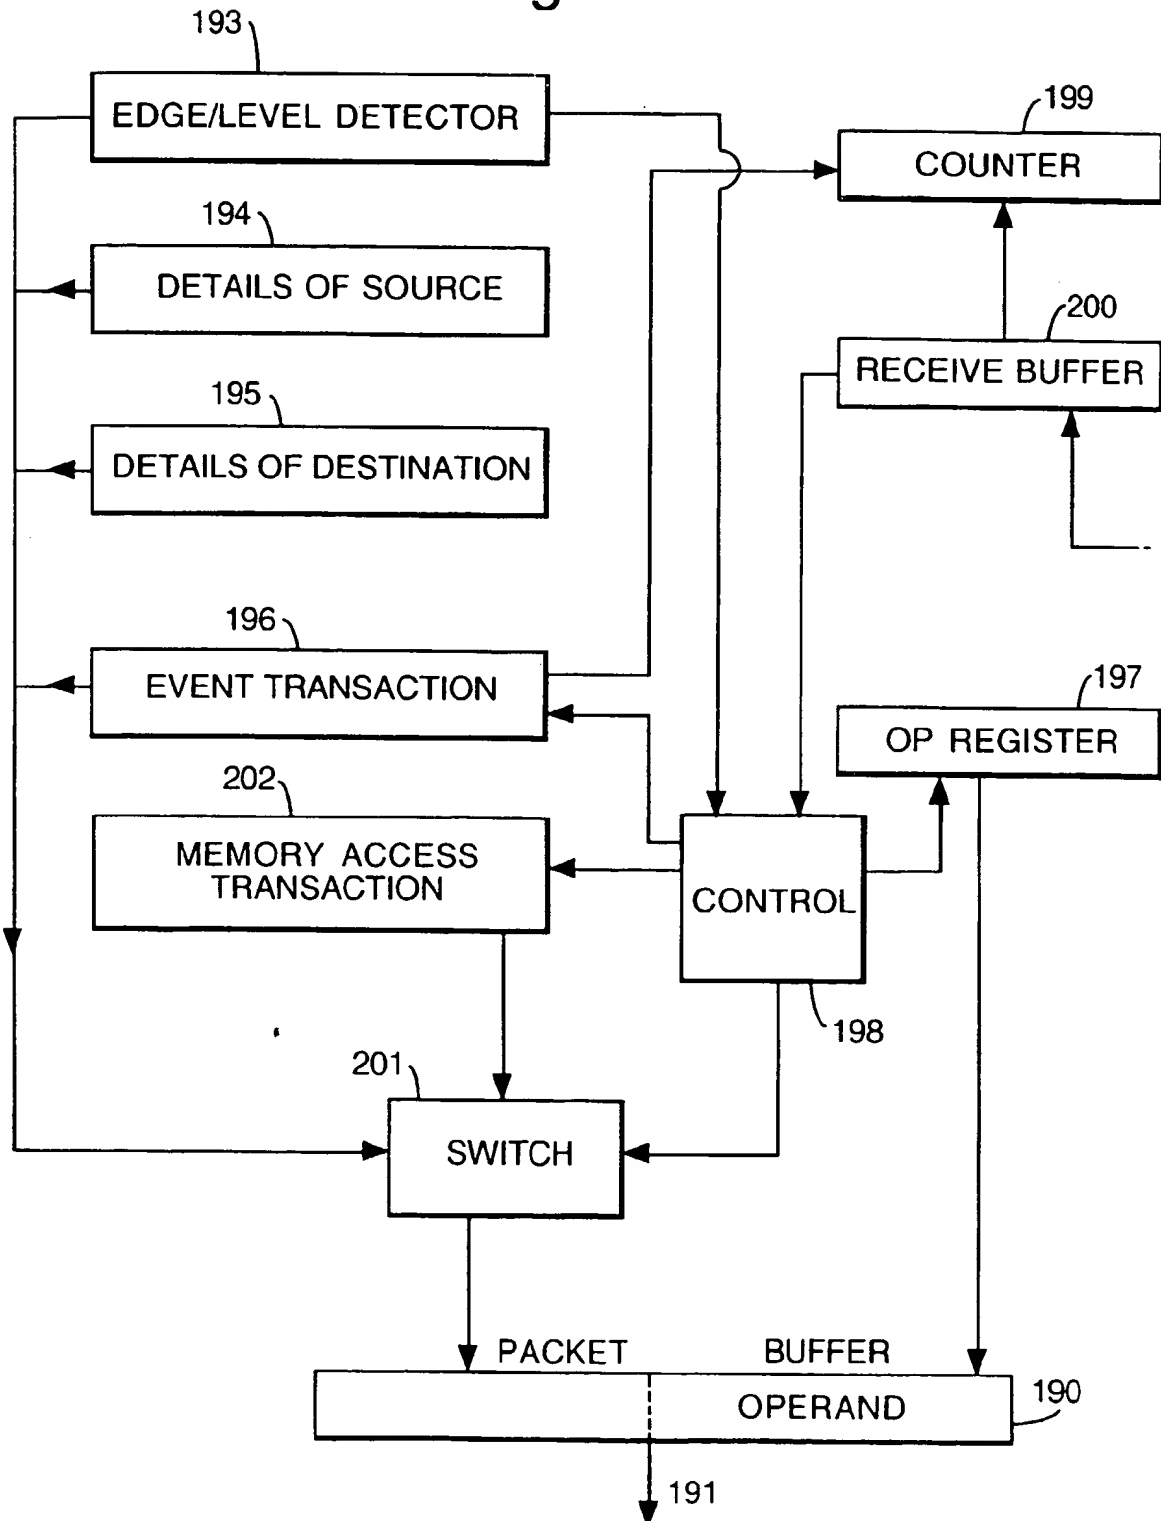 193
EDGE/LEVEL DETECTOR
199
COUNTER
194
DETAILS OF SOURCE
200
RECEIVE BUFFER
195
DETAILS OF DESTINATION
196
EVENT TRANSACTION
197
OP REGISTER
202
MEMORY ACCESS
TRANSACTION
CONTROL
198
201
SWITCH
PACKET BUFFER
OPERAND
190
191